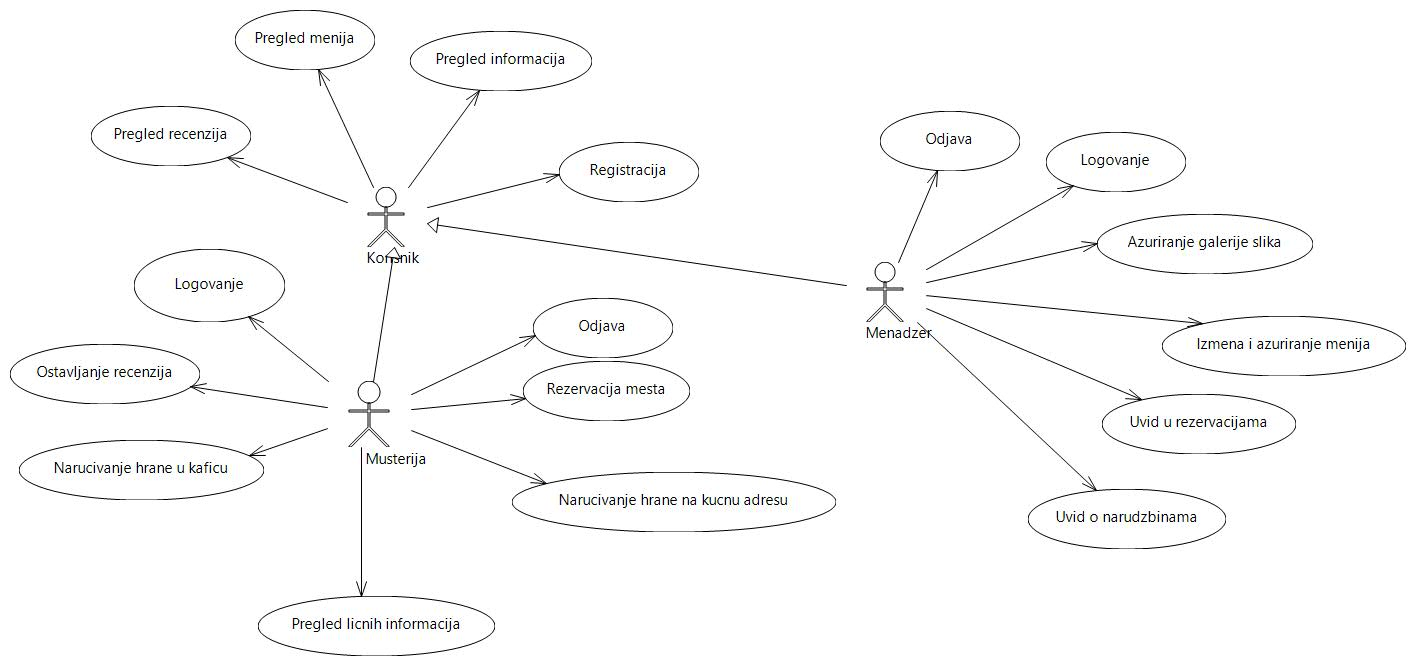 Pregled menija
Pregled informacija
Pregled recenzija
Registracija
Korisnik
Odjava
Logovanje
Azuriranje galerije slika
Menadzer
Izmena i azuriranje menija
Uvid u rezervacijama
Uvid o narudzbinama
Logovanje
Odjava
Ostavljanje recenzija
Rezervacija mesta
Narucivanje hrane u kaficu
Musterija
Narucivanje hrane na kucnu adresu
Pregled licnih informacija